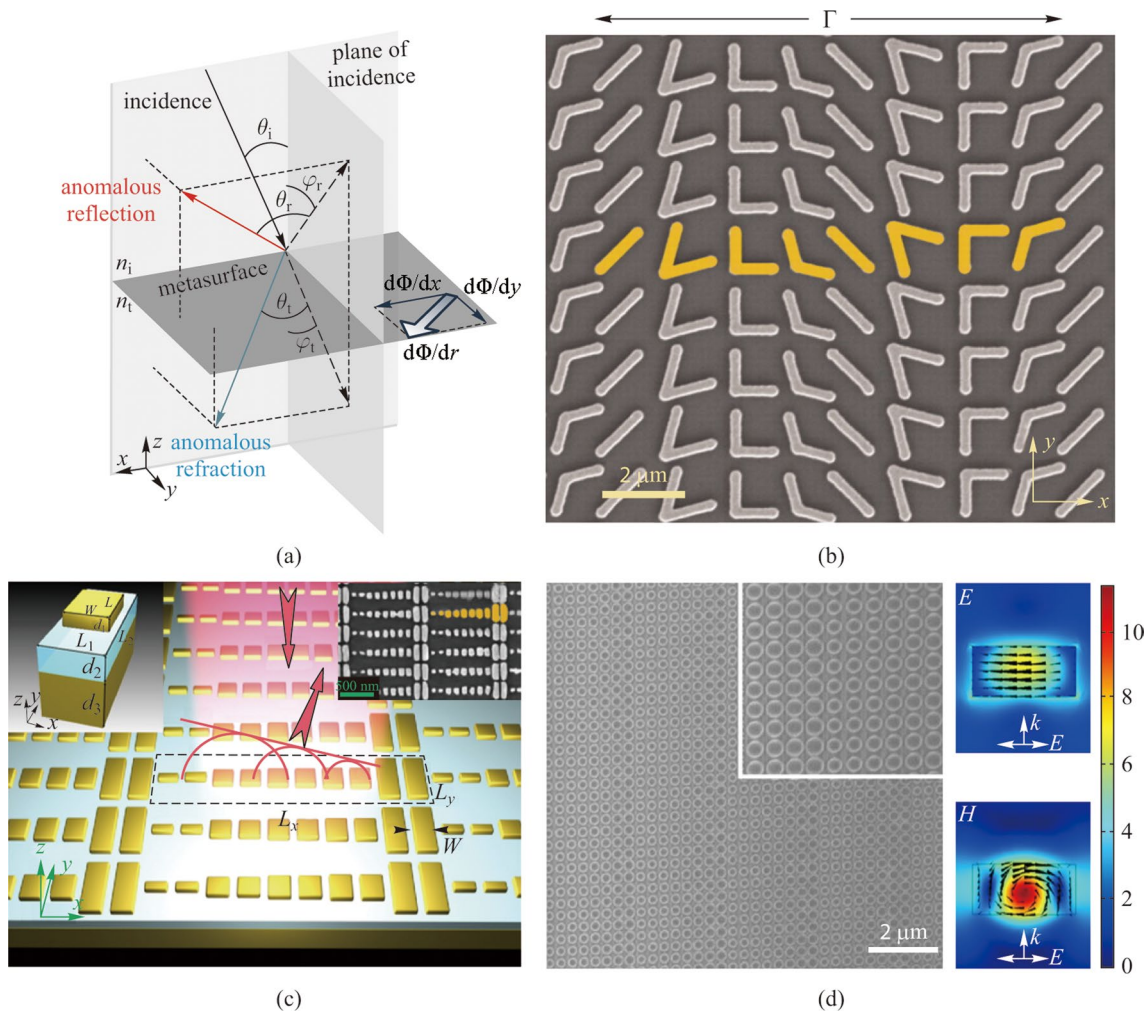 plane of
incidence
incidence
θi
anomalous
reflection
φr
θr
ni
nt
metasurface
θt
φt
dΦ/dx
dΦ/dy
dΦ/dr
anomalous
refraction
z
x
y
(a)
Γ
2 μm
y
x
(b)
L
W
d1
L1
d2
d3
z
y
x
500 nm
Ly
Lx
W
z
y
(c)
2 μm
E
k
E
H
k
E
10
8
6
4
2
0
(d)